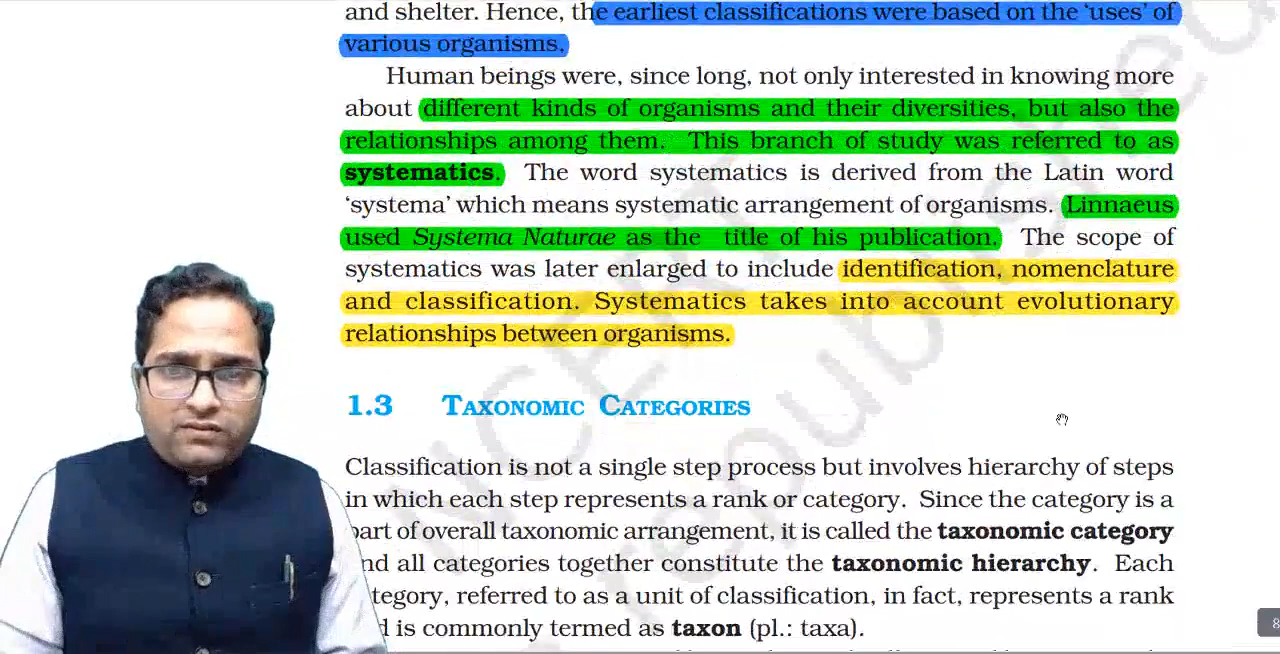 and shelter. Hence, the earliest classifications were based on the ‘uses’ of
various organisms.
Human beings were, since long, not only interested in knowing more
about different kinds of organisms and their diversities, but also the
relationships among them. This branch of study was referred to as
systematics. The word systematics is derived from the Latin word
‘systema’ which means systematic arrangement of organisms. Linnaeus
used Systema Naturae as the title of his publication. The scope of
systematics was later enlarged to include identification, nomenclature
and classification. Systematics takes into account evolutionary
relationships between organisms.
1.3 TAXONOMIC CATEGORIES
Classification is not a single step process but involves hierarchy of steps
in which each step represents a rank or category. Since the category is a
part of overall taxonomic arrangement, it is called the taxonomic category
nd all categories together constitute the taxonomic hierarchy. Each
tegory, referred to as a unit of classification, in fact, represents a rank
d is commonly termed as taxon (pl.: taxa).
8
NCERT
republished